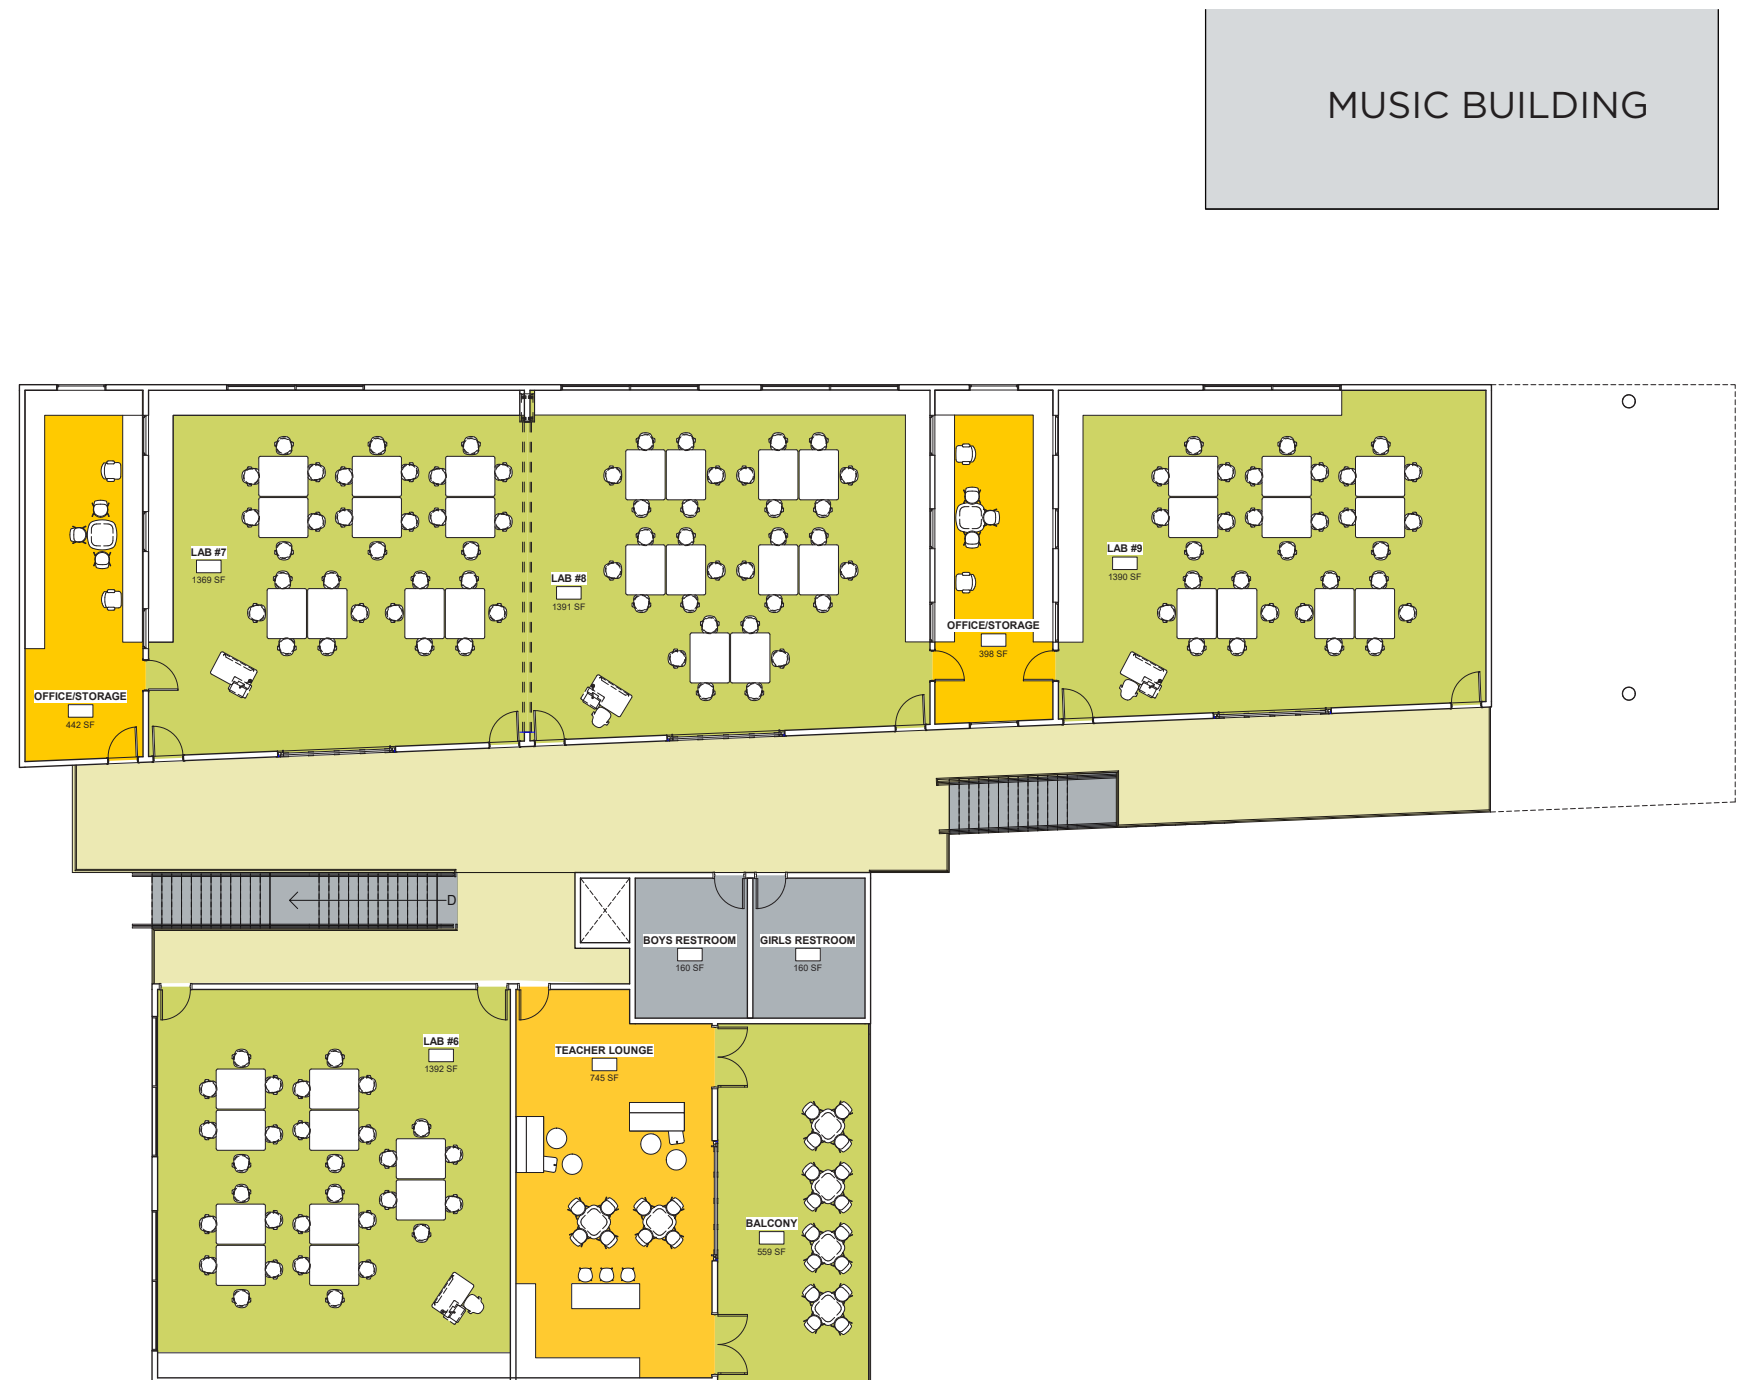 MUSIC BUILDING
LAB #7
1369 SF
LAB #8
1391 SF
LAB #9
1390 SF
OFFICE/STORAGE
398 SF
OFFICE/STORAGE
442 SF
D
BOYS RESTROOM
160 SF
GIRLS RESTROOM
160 SF
LAB #6
1392 SF
TEACHER LOUNGE
745 SF
BALCONY
559 SF